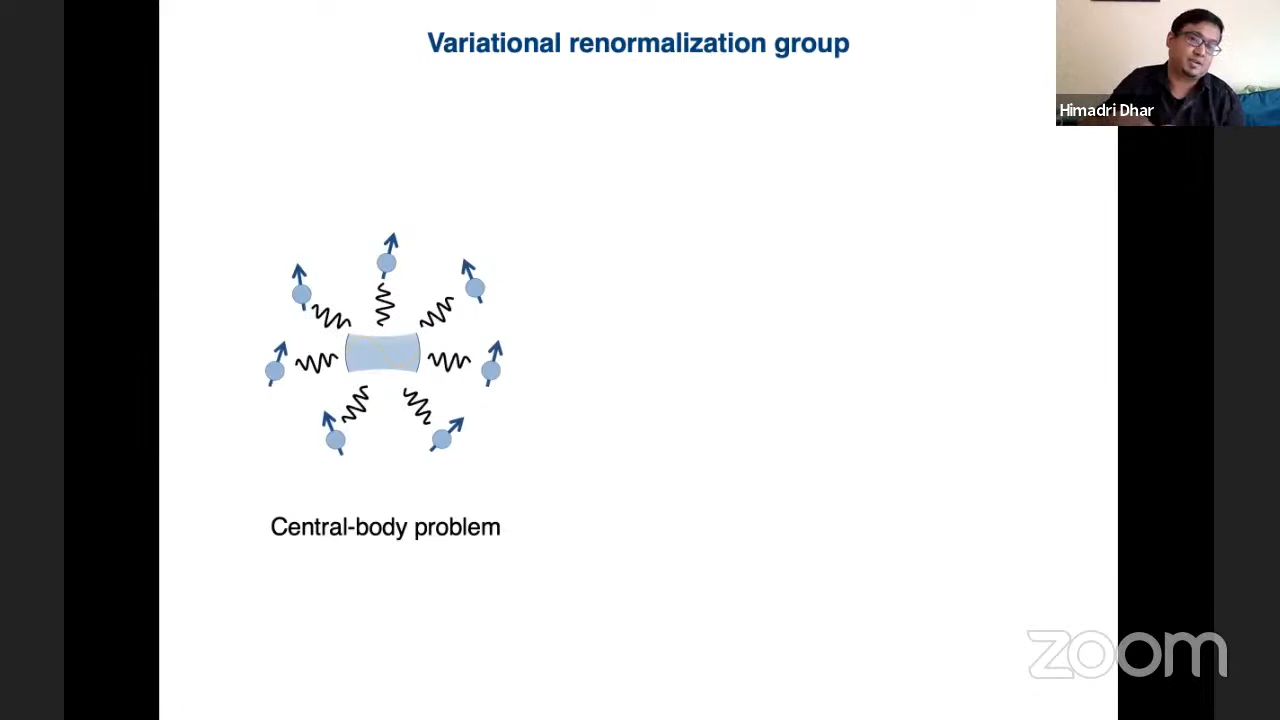 Variational renormalization group
Himadri Dhar
Central-body problem
zoom